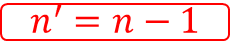 n′ = n − 1